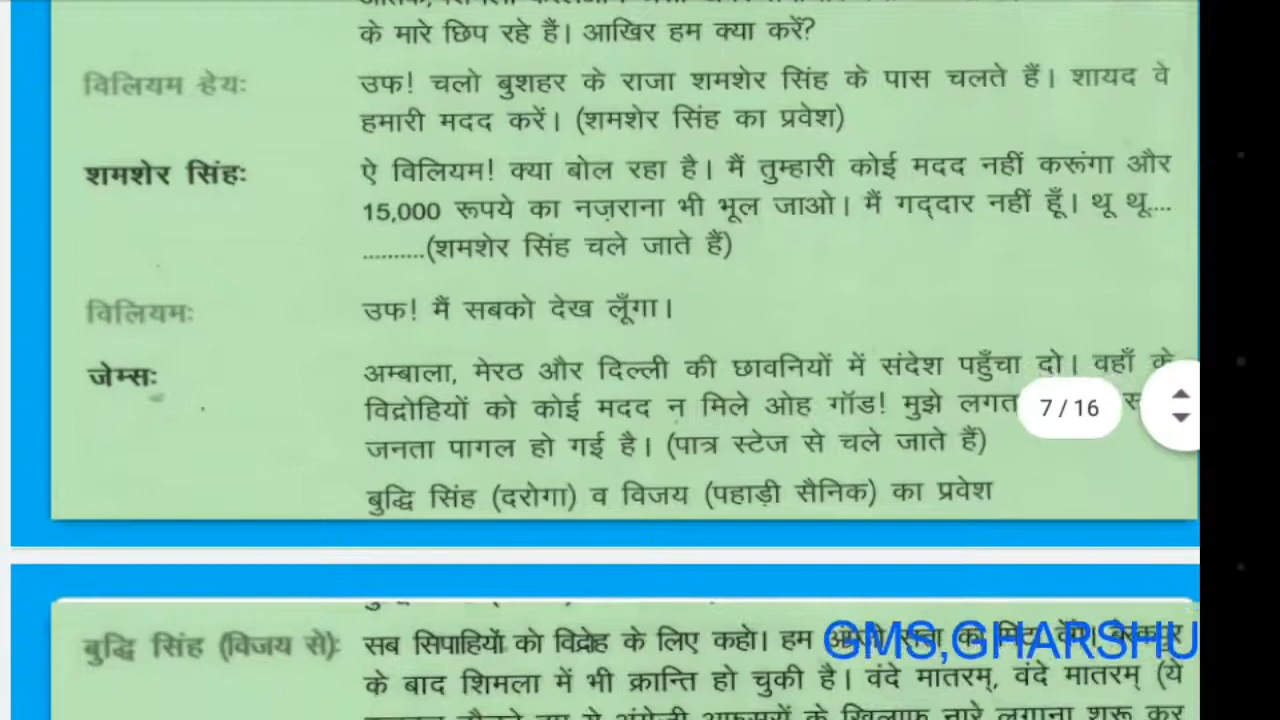 के मारे छिप रहे हैं। आखिर हम क्या करें?
विलियम हेयः उफ! चलो बुशहर के राजा शमशेर सिंह के पास चलते हैं। शायद वे
हमारी मदद करें। (शमशेर सिंह का प्रवेश)
शमशेर सिंहः ऐ विलियम! क्या बोल रहा है। मैं तुम्हारी कोई मदद नहीं करूंगा और
15,000 रूपये का नज़राना भी भूल जाओ। मैं गद्दार नहीं हूँ। थू थू....
..........(शमशेर सिंह चले जाते हैं)
विलियमः उफ! मैं सबको देख लूँगा।
जेम्सः अम्बाला, मेरठ और दिल्ली की छावनियों में संदेश पहुँचा दो। वहाँ के
विद्रोहियों को कोई मदद न मिले ओह गॉड! मुझे
7 / 16
जनता पागल हो गई है। (पात्र स्टेज से चले जाते हैं)
बुद्धि सिंह (दरोगा) व विजय (पहाड़ी सैनिक) का प्रवेश
बुद्धि सिंह (विजय से): सब सिपाहियों को विद्रोह के लिए कहो। हम
GMS,GHARSHU
के बाद शिमला में भी क्रान्ति हो चुकी है। वंदे मातरम्, वंदे मातरम् (ये